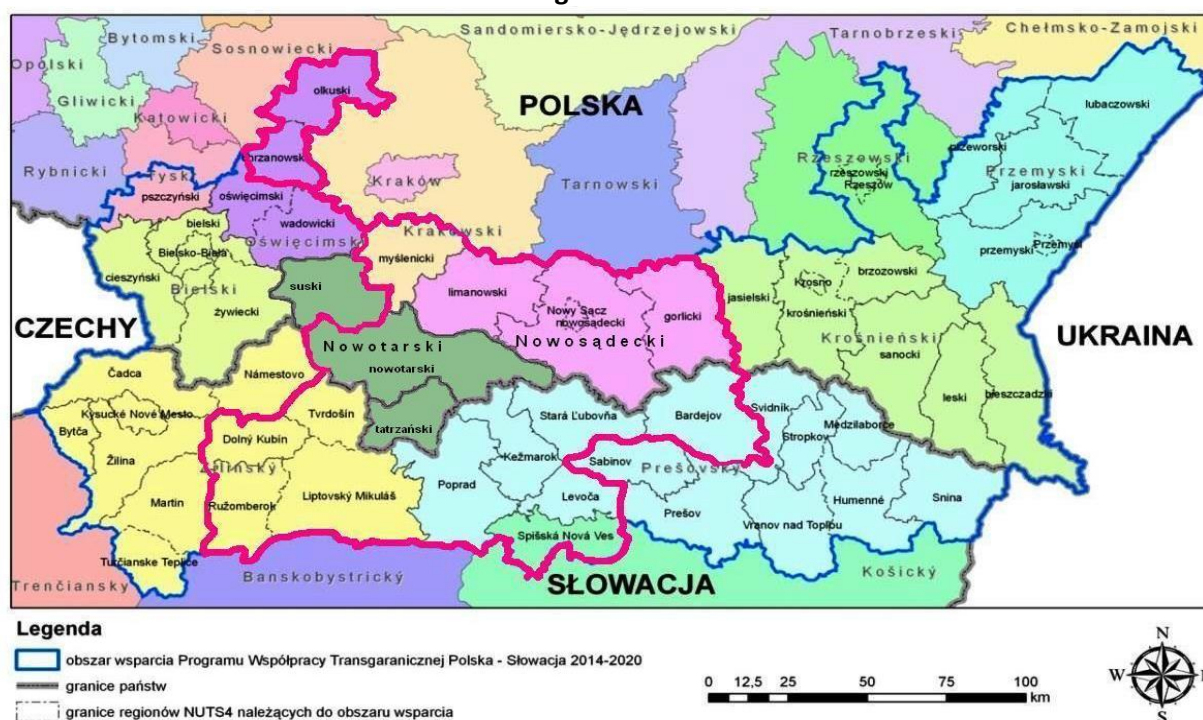 Sandomiersko-Jędrzejowski
Chełmsko-Zamojski
Bytomski
Sosnowiecki
Tarnobrzeski
Opolski
olkuski
POLSKA
lubaczowski
Gliwicki
Katowicki
chrzanowski
Rzeszowski
przeworski
Rybnicki
Tyski
Kraków
Tarnowski
rzeszowski
Rzeszów
Przemyski
jarosławski
pszczyński
oświęcimski
bielski
wadowicki
Oświęcimski
Krakowski
przemyski
Przemyśl
Bielsko-Biała
myślenicki
cieszyński
Bielski
suski
limanowski
jasielski
Krosno
brzozowski
żywiecki
Nowy Sącz
nowosądecki
gorlicki
krośnieński
CZECHY
UKRAINA
Nowotarski
Nowosądecki
Krośnieński
sanocki
nowotarski
Čadca
Námestovo
leski
bieszczadzki
Kysucké Nové Mesto
Tvrdošín
tatrzański
Stará Ľubovňa
Bardejov
Svidník
Medzilaborce
Bytča
Dolný Kubín
Stropkov
Žilina
Žilinský
Kežmarok
Sabinov
Prešovský
Poprad
Martin
Ružomberok
Liptovský Mikuláš
Levoča
Prešov
Humenné
Snina
Vranov nad Topľou
Spišská Nová Ves
Turčianske Teplice
Trenčiansky
Banskobystrický
SŁOWACJA
Košický
Legenda
obszar wsparcia Programu Współpracy Transgaranicznej Polska - Słowacja 2014-2020
granice państw
granice regionów NUTS4 należących do obszaru wsparcia
0 12,5 25 50 75 100
km
N
W
S